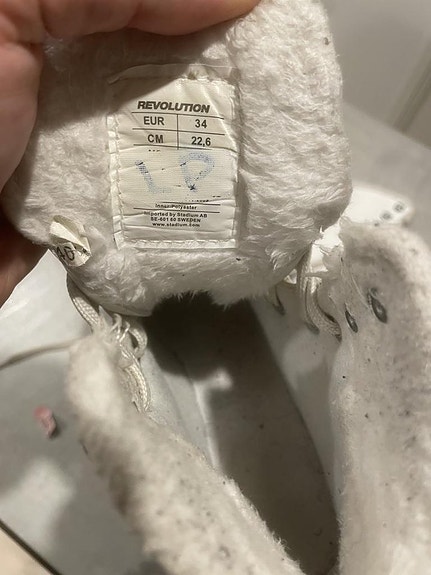 REVOLUTION
EUR 34
CM 22,6
LP
Inner: Polyester
Imported by Stadium AB
SE-601 60 SWEDEN
www.stadium.com